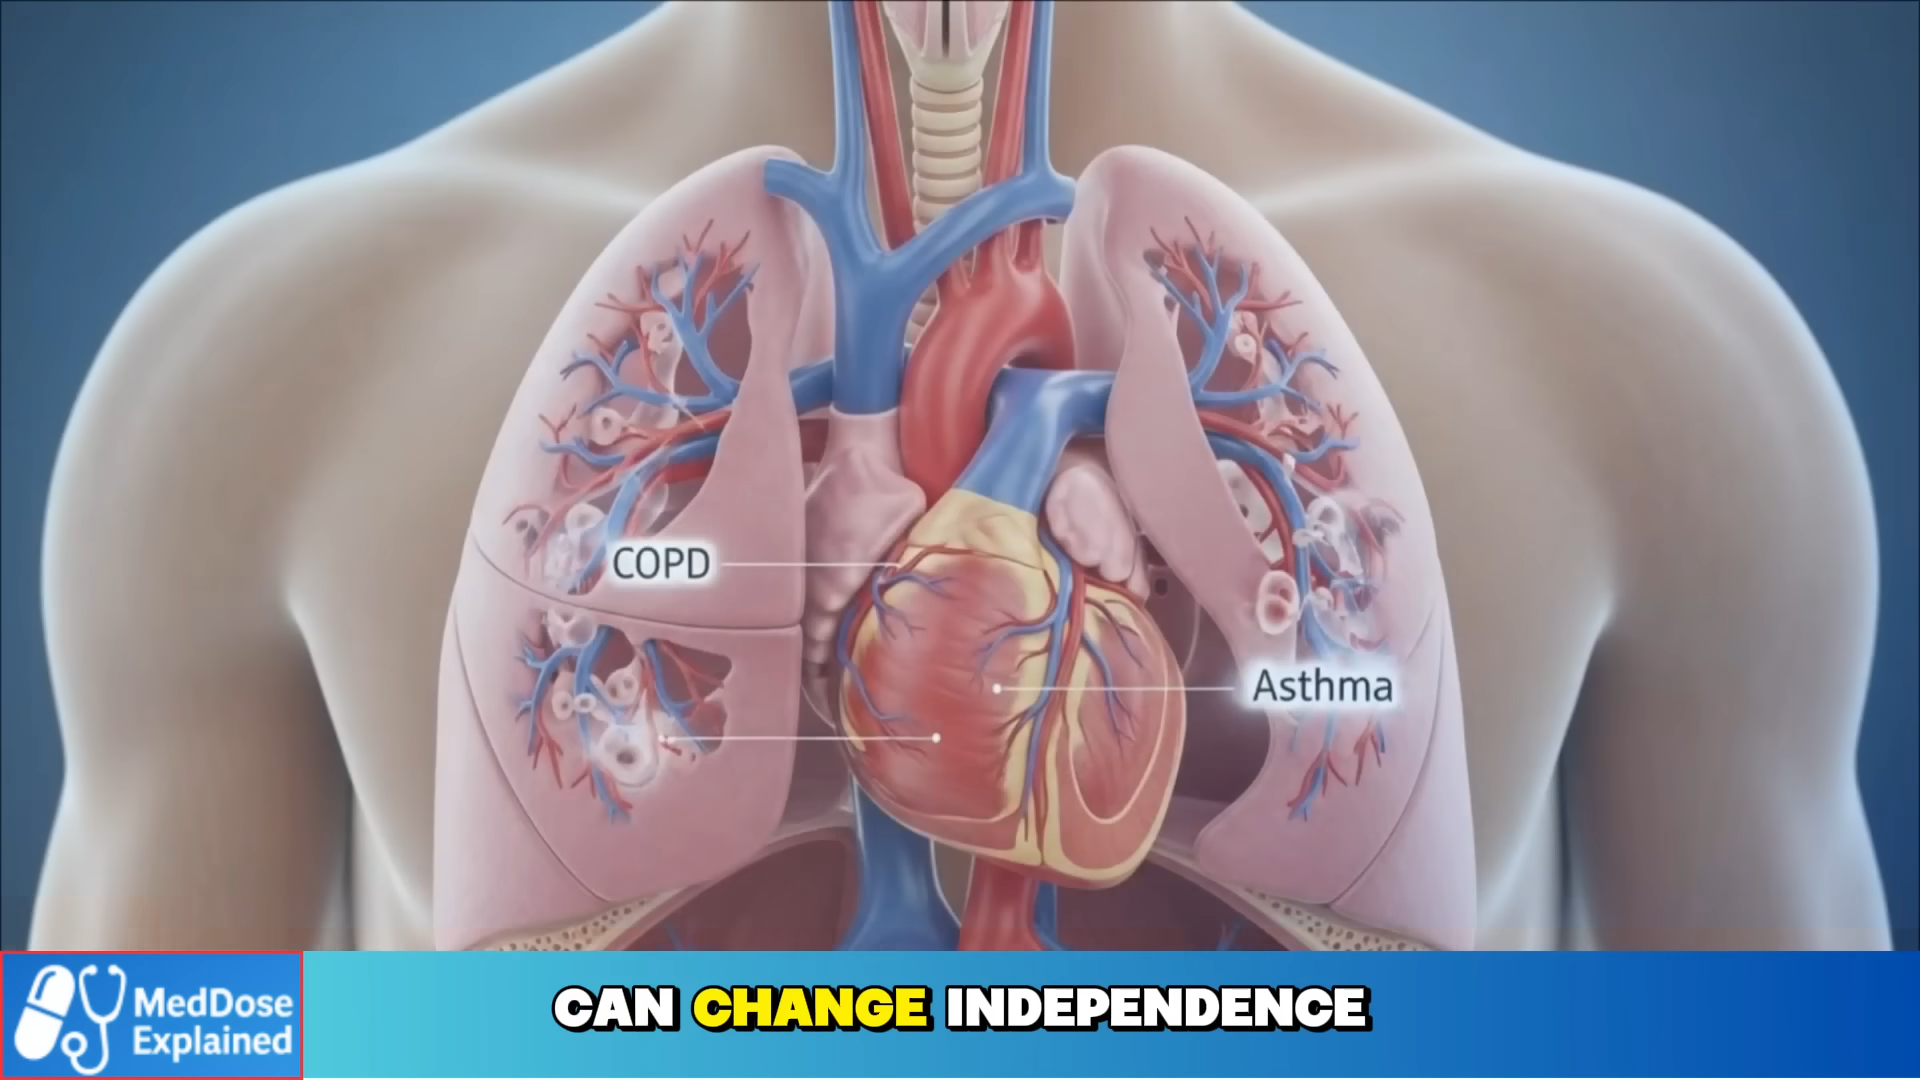 COPD
Asthma
MedDose
Explained
CAN CHANGE INDEPENDENCE